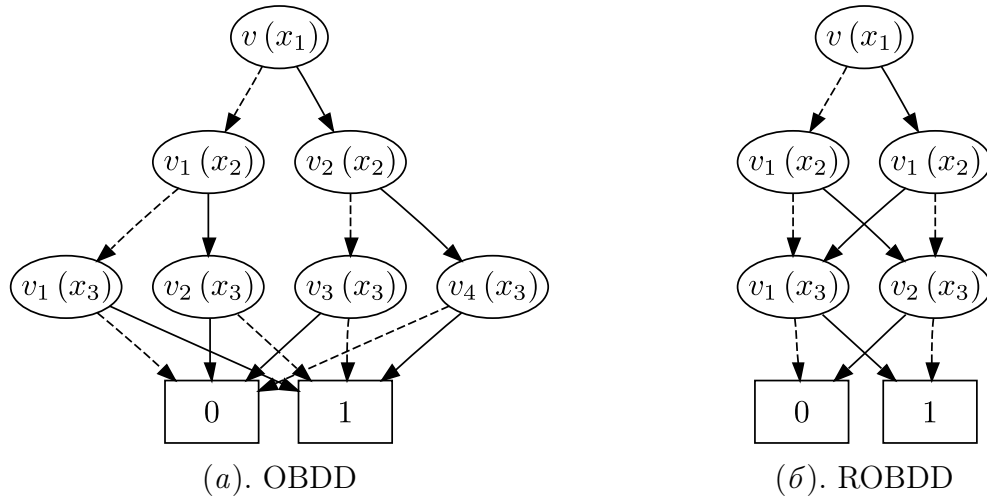 v (x₁) v (x₁)
v₁ (x₂) v₂ (x₂) v₁ (x₂) v₁ (x₂)
v₁ (x₃) v₂ (x₃) v₃ (x₃) v₄ (x₃) v₁ (x₃) v₂ (x₃)
0 1 0 1
(a). OBDD (б). ROBDD